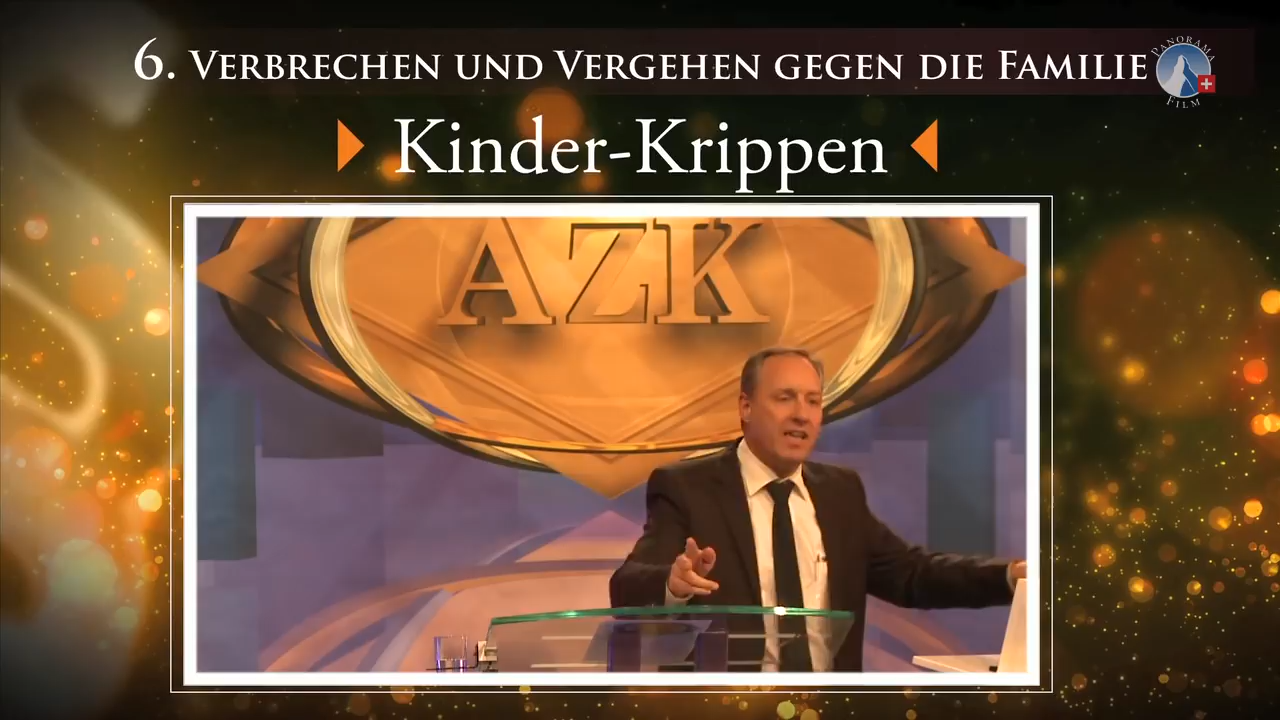 6. Verbrechen und Vergehen gegen die Familie
PANORAMA
FILM
Kinder-Krippen
AZK